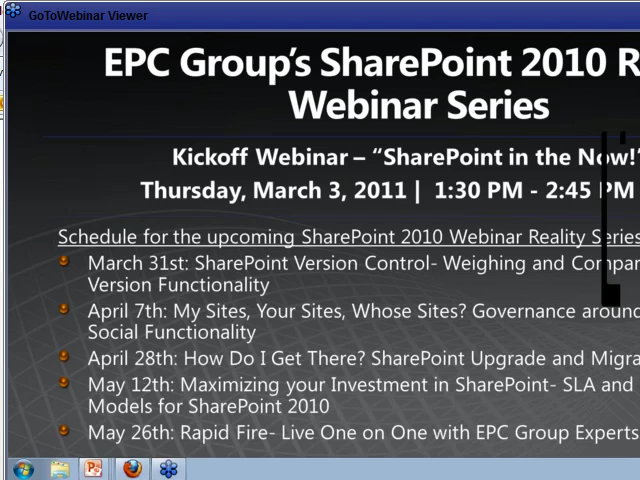 GoToWebinar Viewer
EPC Group's SharePoint 2010 R
Webinar Series
Kickoff Webinar – "SharePoint in the Now!"
Thursday, March 3, 2011 | 1:30 PM - 2:45 PM
Schedule for the upcoming SharePoint 2010 Webinar Reality Series
March 31st: SharePoint Version Control- Weighing and Compar
Version Functionality
April 7th: My Sites, Your Sites, Whose Sites? Governance around
Social Functionality
April 28th: How Do I Get There? SharePoint Upgrade and Migra
May 12th: Maximizing your Investment in SharePoint- SLA and
Models for SharePoint 2010
May 26th: Rapid Fire- Live One on One with EPC Group Experts